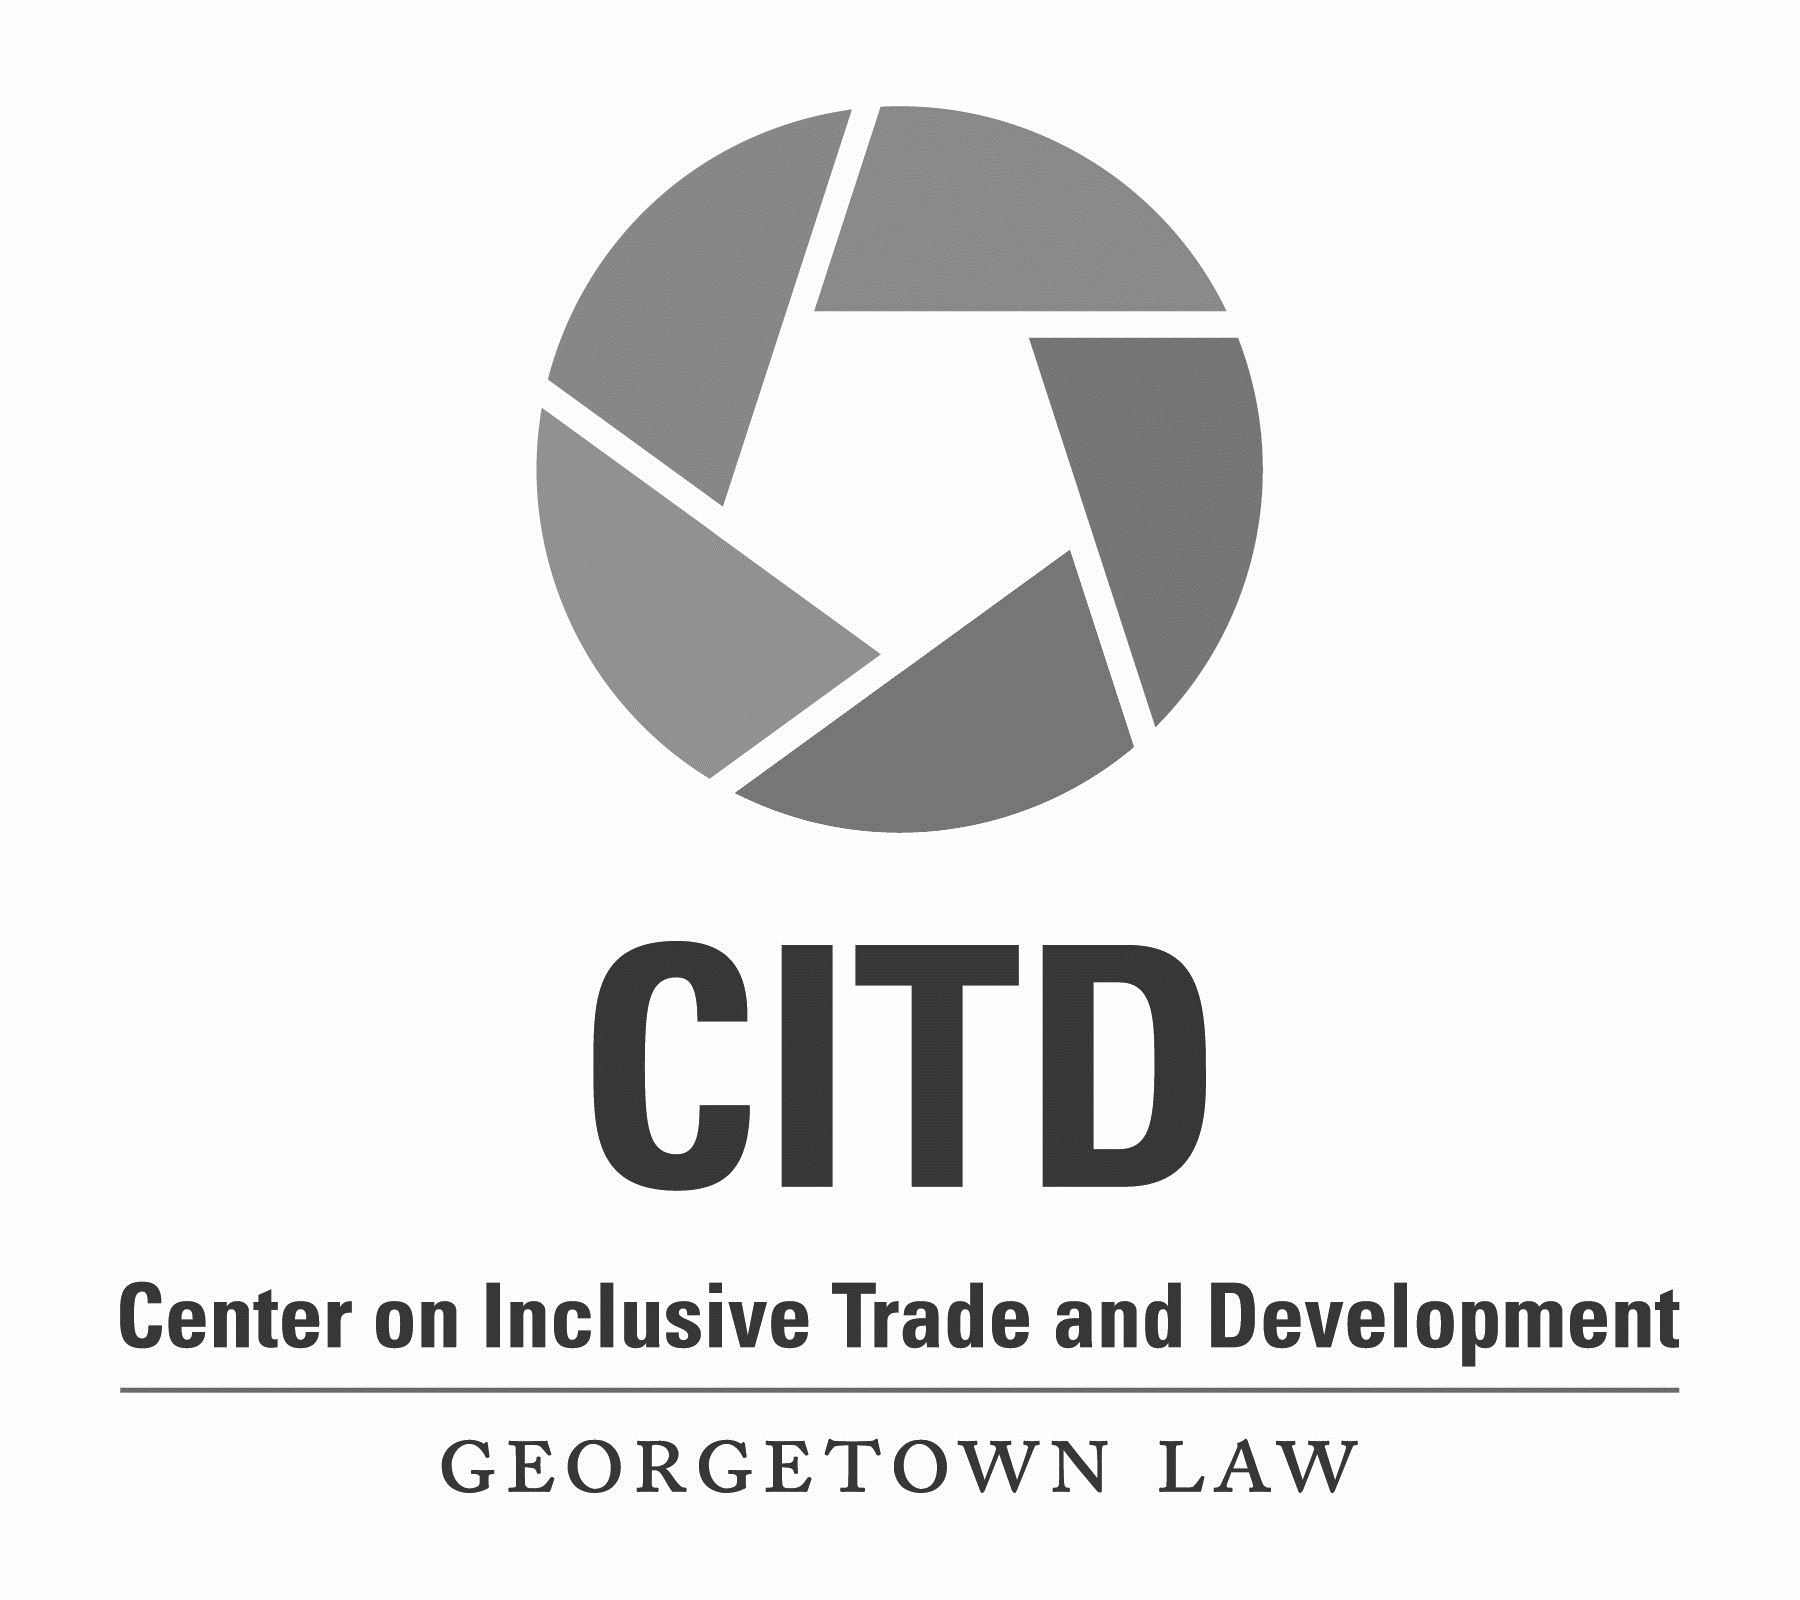 CITD
Center on Inclusive Trade and Development
GEORGETOWN LAW